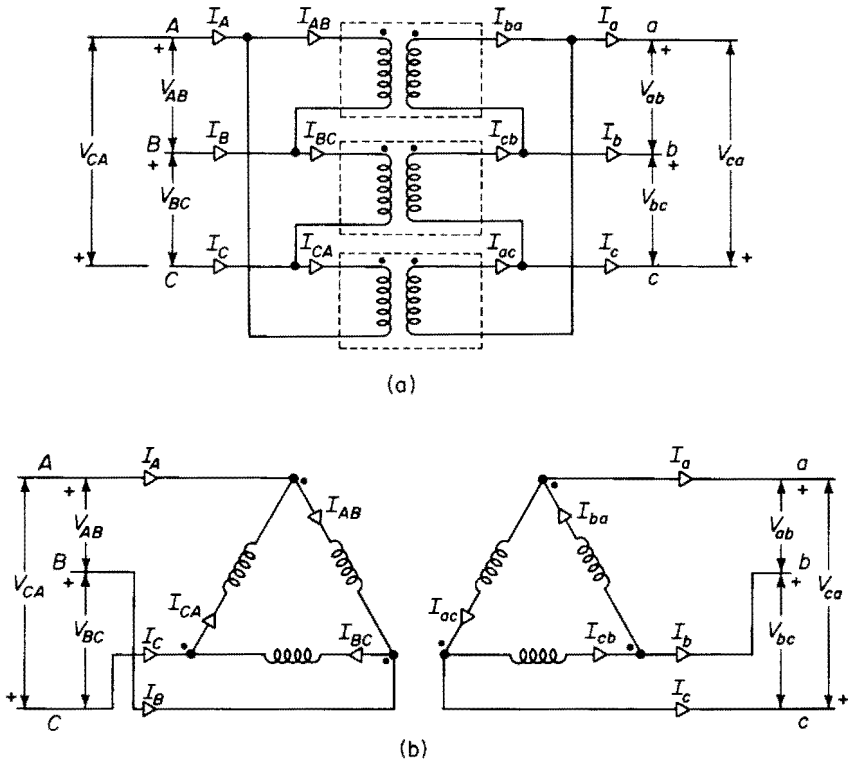 A I_A I_AB I_ba I_a a
+ +
V_AB V_ab
V_CA B I_B I_BC I_cb I_b b V_ca
+ +
V_BC V_bc
I_C I_CA I_ac I_c
+ C c +
(a)
A I_A I_a a
+ + + +
I_AB I_ba
V_AB V_ab
V_CA B b V_ca
+ +
I_CA I_ac
V_BC I_C I_BC I_cb I_b V_bc
+ I_B I_c +
C c
(b)